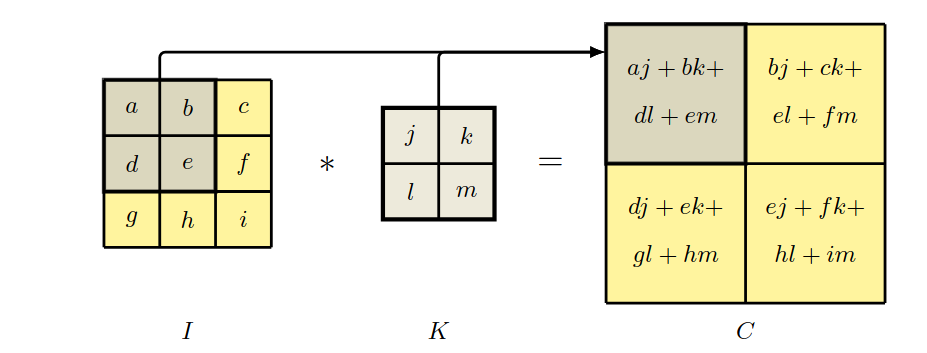 a b c
d e f
g h i
I
*
j k
l m
K
=
aj + bk+
dl + em
bj + ck+
el + fm
dj + ek+
gl + hm
ej + fk+
hl + im
C